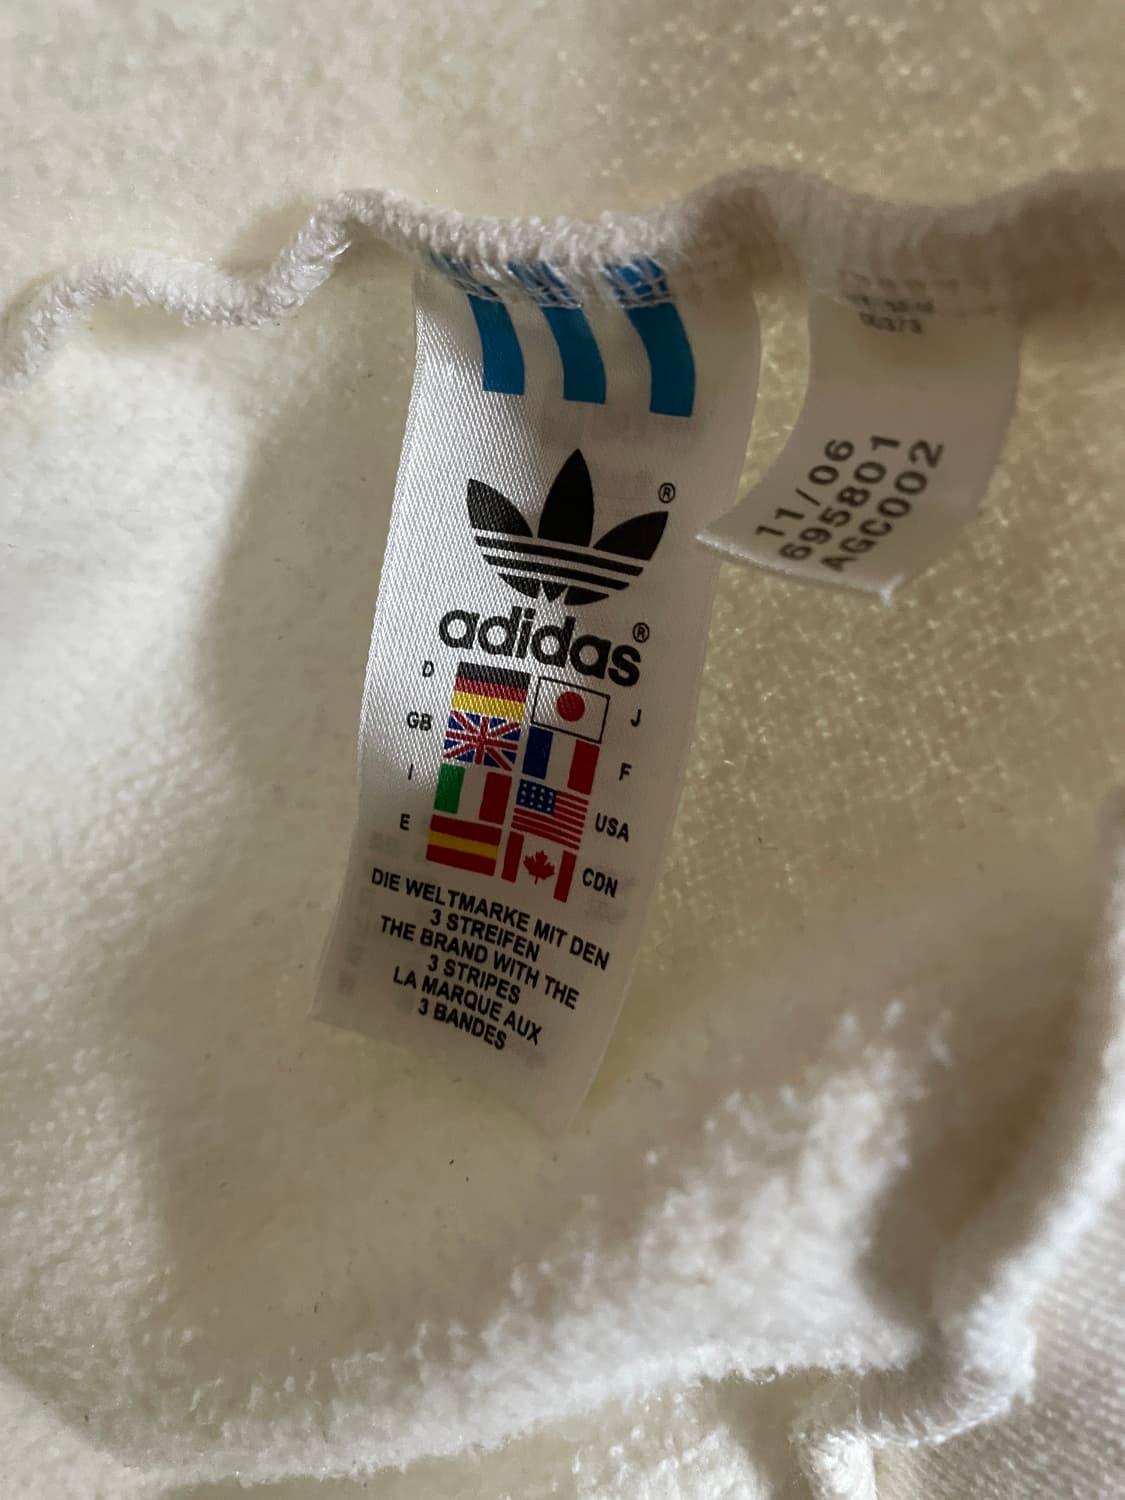 ®
adidas®
D
J
GB
F
I
USA
E
CDN
DIE WELTMARKE MIT DEN
3 STREIFEN
THE BRAND WITH THE
3 STRIPES
LA MARQUE AUX
3 BANDES
11/06
695801
AGC002